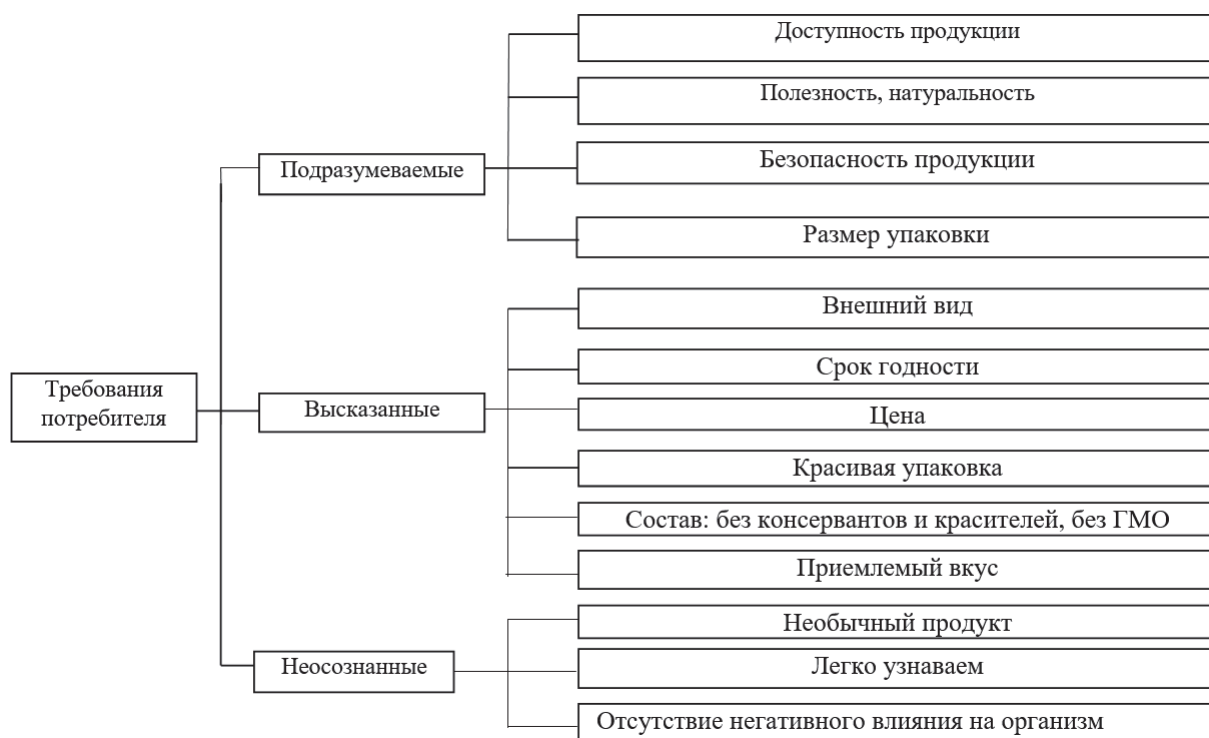 Доступность продукции
Полезность, натуральность
Безопасность продукции
Подразумеваемые
Размер упаковки
Внешний вид
Срок годности
Требования
потребителя
Высказанные
Цена
Красивая упаковка
Состав: без консервантов и красителей, без ГМО
Приемлемый вкус
Необычный продукт
Неосознанные
Легко узнаваем
Отсутствие негативного влияния на организм